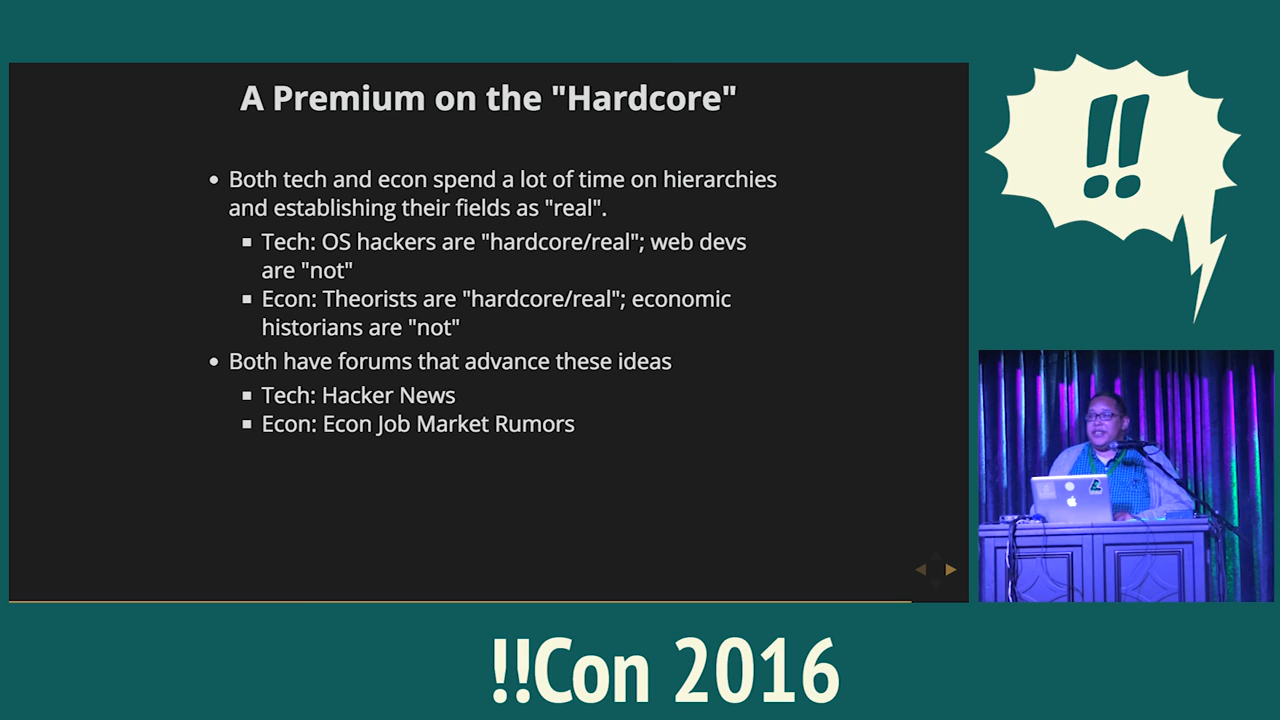 A Premium on the "Hardcore"
• Both tech and econ spend a lot of time on hierarchies
and establishing their fields as "real".
▪ Tech: OS hackers are "hardcore/real"; web devs
are "not"
▪ Econ: Theorists are "hardcore/real"; economic
historians are "not"
• Both have forums that advance these ideas
▪ Tech: Hacker News
▪ Econ: Econ Job Market Rumors
!!
!!Con 2016